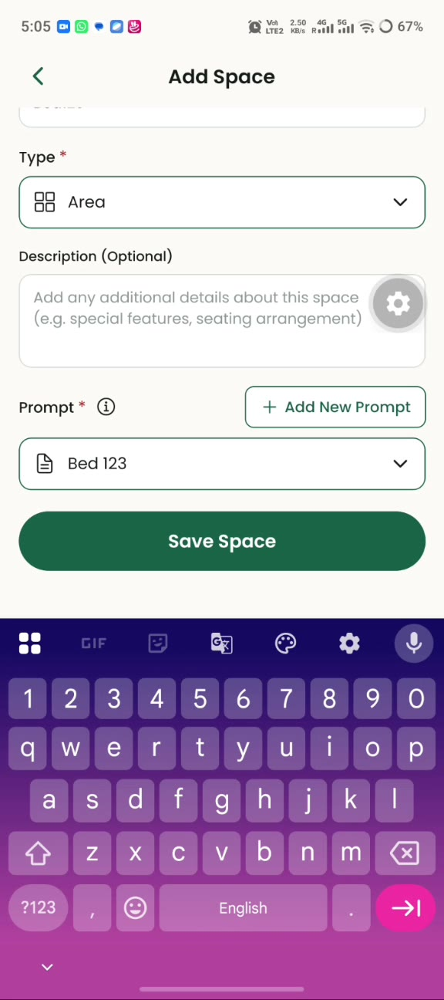 5:05
Vo) LTE2 2.50 KB/s 4G R 5G 67%
Add Space
Type *
Area
Description (Optional)
Add any additional details about this space
(e.g. special features, seating arrangement)
Prompt *
+ Add New Prompt
Bed 123
Save Space
GIF
1 2 3 4 5 6 7 8 9 0
q w e r t y u i o p
a s d f g h j k l
z x c v b n m
?123 , English .